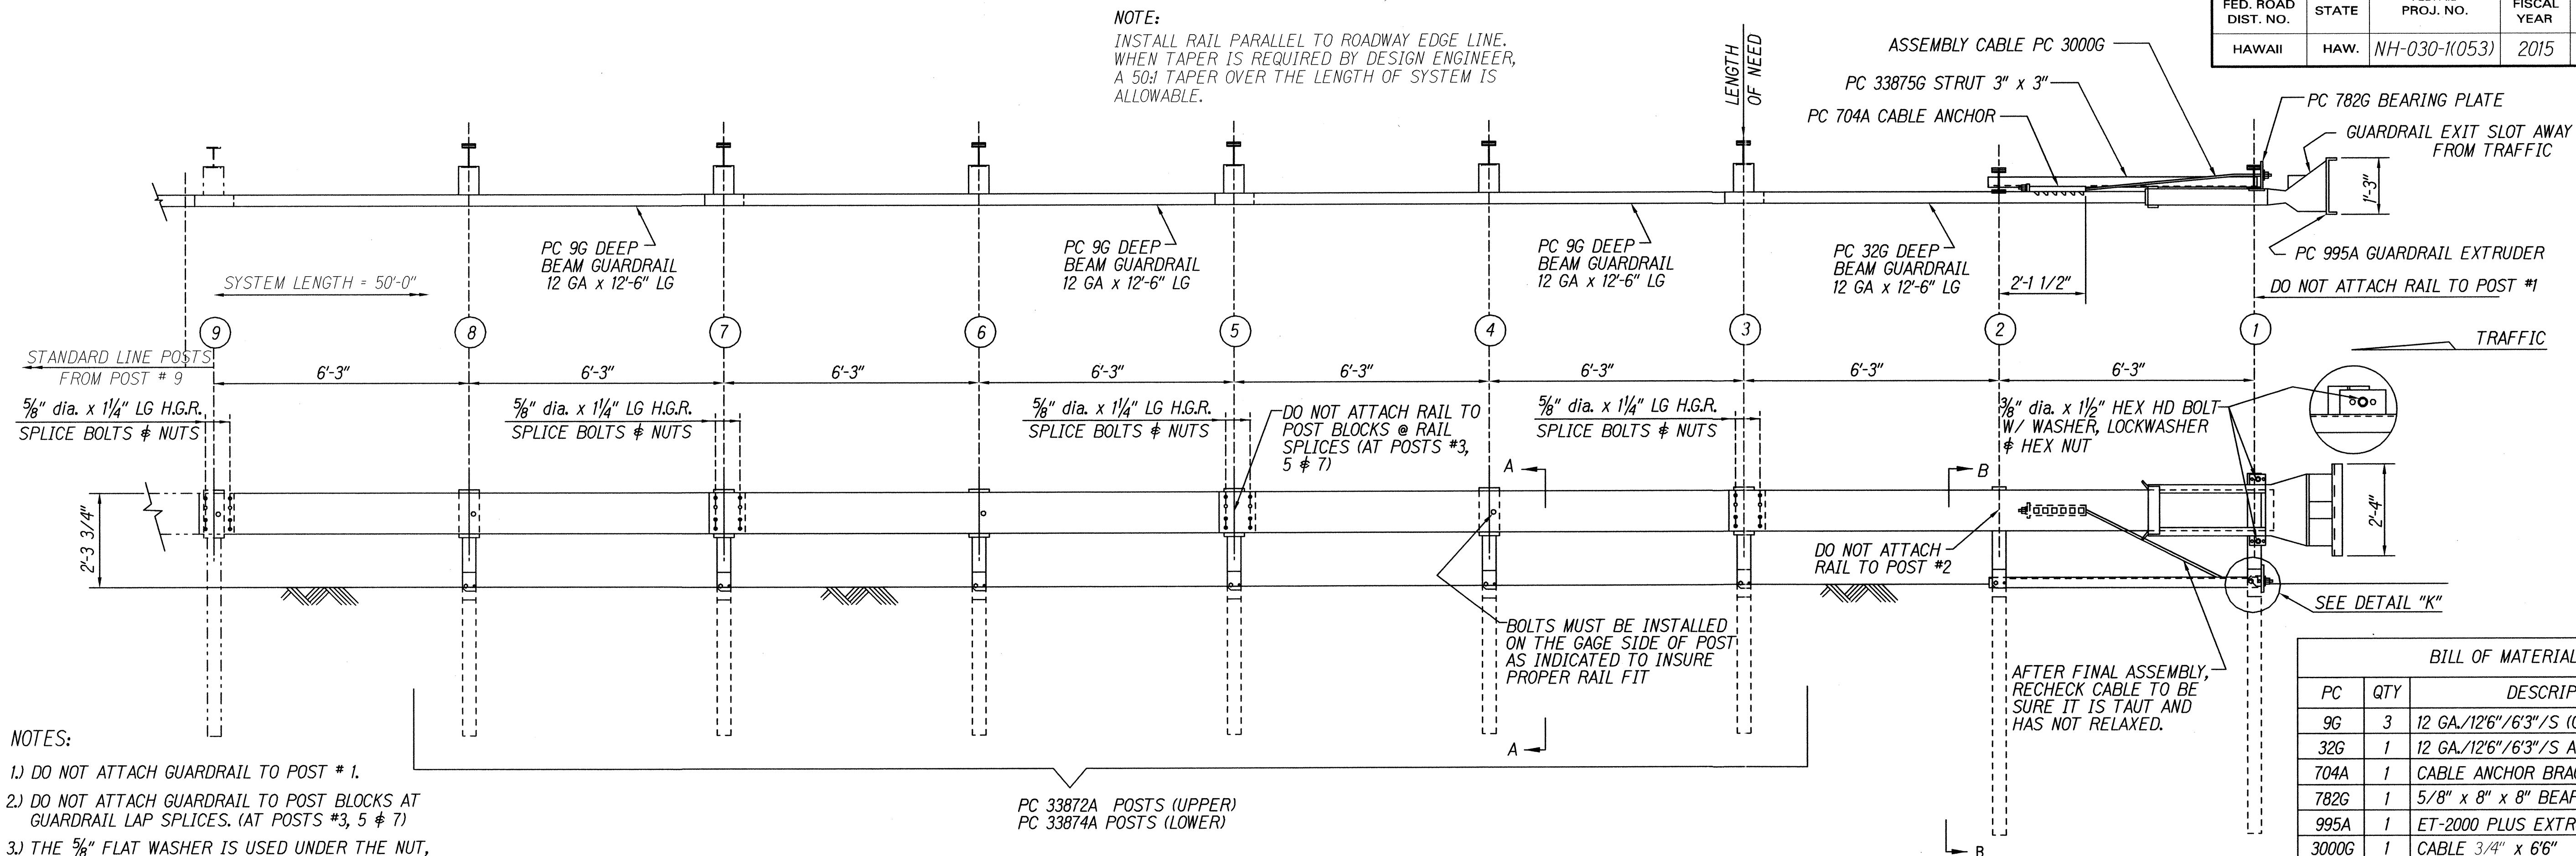 FED. ROAD
DIST. NO.
STATE
PROJ. NO.
FISCAL
YEAR
HAWAII
HAW.
NH-030-1(053)
2015
NOTE:
INSTALL RAIL PARALLEL TO ROADWAY EDGE LINE.
WHEN TAPER IS REQUIRED BY DESIGN ENGINEER,
A 50:1 TAPER OVER THE LENGTH OF SYSTEM IS
ALLOWABLE.
LENGTH
OF NEED
ASSEMBLY CABLE PC 3000G
PC 33875G STRUT 3" x 3"
PC 704A CABLE ANCHOR
PC 782G BEARING PLATE
GUARDRAIL EXIT SLOT AWAY
FROM TRAFFIC
1'-3"
PC 9G DEEP
BEAM GUARDRAIL
12 GA x 12'-6" LG
PC 9G DEEP
BEAM GUARDRAIL
12 GA x 12'-6" LG
PC 9G DEEP
BEAM GUARDRAIL
12 GA x 12'-6" LG
PC 32G DEEP
BEAM GUARDRAIL
12 GA x 12'-6" LG
2'-1 1/2"
PC 995A GUARDRAIL EXTRUDER
DO NOT ATTACH RAIL TO POST #1
SYSTEM LENGTH = 50'-0"
9
8
7
6
5
4
3
2
1
TRAFFIC
STANDARD LINE POSTS
FROM POST # 9
6'-3"
6'-3"
6'-3"
6'-3"
6'-3"
6'-3"
6'-3"
6'-3"
5/8" dia. x 1 1/4" LG H.G.R.
SPLICE BOLTS & NUTS
5/8" dia. x 1 1/4" LG H.G.R.
SPLICE BOLTS & NUTS
5/8" dia. x 1 1/4" LG H.G.R.
SPLICE BOLTS & NUTS
DO NOT ATTACH RAIL TO
POST BLOCKS @ RAIL
SPLICES (AT POSTS #3,
5 & 7)
5/8" dia. x 1 1/4" LG H.G.R.
SPLICE BOLTS & NUTS
3/8" dia. x 1 1/2" HEX HD BOLT
W/ WASHER, LOCKWASHER
& HEX NUT
A
B
2'-3 3/4"
2'-4"
DO NOT ATTACH
RAIL TO POST #2
SEE DETAIL "K"
BOLTS MUST BE INSTALLED
ON THE GAGE SIDE OF POST
AS INDICATED TO INSURE
PROPER RAIL FIT
AFTER FINAL ASSEMBLY,
RECHECK CABLE TO BE
SURE IT IS TAUT AND
HAS NOT RELAXED.
A
B
PC 33872A POSTS (UPPER)
PC 33874A POSTS (LOWER)
NOTES:
1.) DO NOT ATTACH GUARDRAIL TO POST # 1.
2.) DO NOT ATTACH GUARDRAIL TO POST BLOCKS AT
GUARDRAIL LAP SPLICES. (AT POSTS #3, 5 & 7)
3.) THE 5/8" FLAT WASHER IS USED UNDER THE NUT,
BILL OF MATERIAL
PC QTY
9G 3 12 GA./12'6"/6'3"/S
32G 1 12 GA./12'6"/6'3"/S
704A 1 CABLE ANCHOR
782G 1 5/8" x 8" x 8"
995A 1 ET-2000 PLUS
3000G 1 CABLE 3/4" x 6'6"